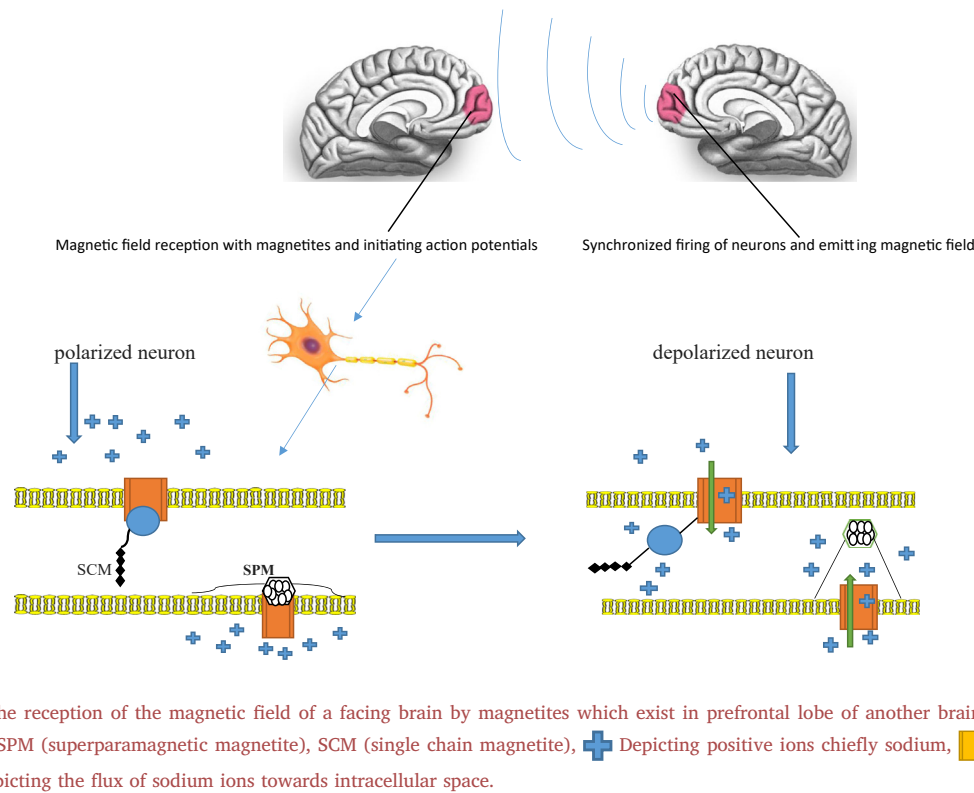 Magnetic field reception with magnetites and initiating action potentials
Synchronized firing of neurons and emitting magnetic field
polarized neuron
depolarized neuron
SCM
SPM
he reception of the magnetic field of a facing brain by magnetites which exist in prefrontal lobe of another brain
SPM (superparamagnetic magnetite), SCM (single chain magnetite), Depicting positive ions chiefly sodium,
picting the flux of sodium ions towards intracellular space.